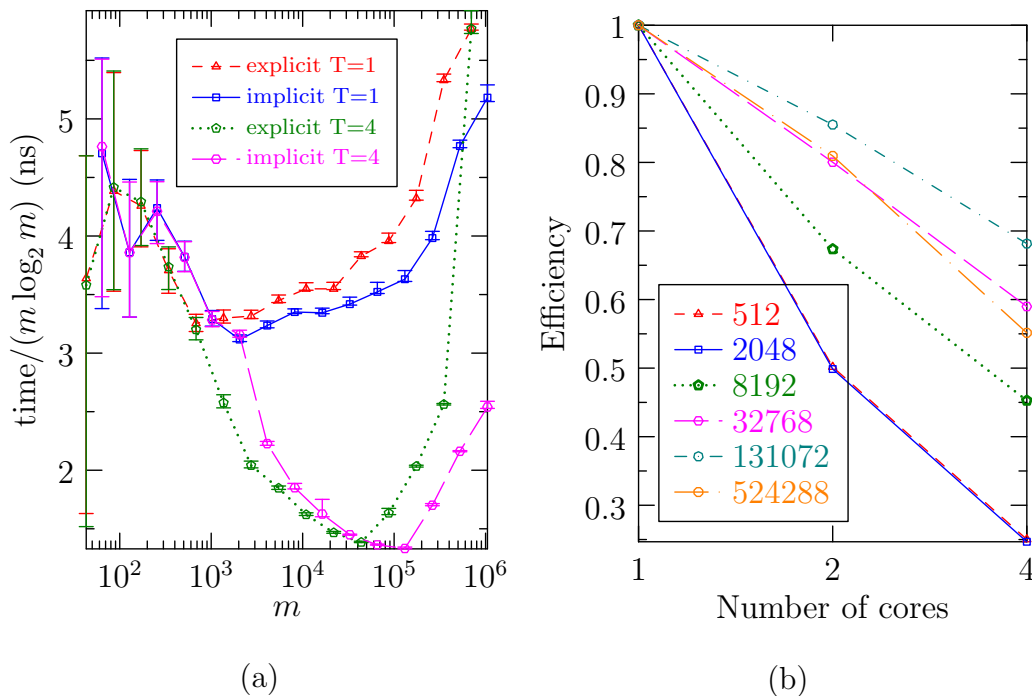 time/(m log₂ m) (ns)
5
4
3
2
10² 10³ 10⁴ 10⁵ 10⁶
m
explicit T=1
implicit T=1
explicit T=4
implicit T=4
(a)
Efficiency
1
0.9
0.8
0.7
0.6
0.5
0.4
0.3
1 2 4
Number of cores
512
2048
8192
32768
131072
524288
(b)